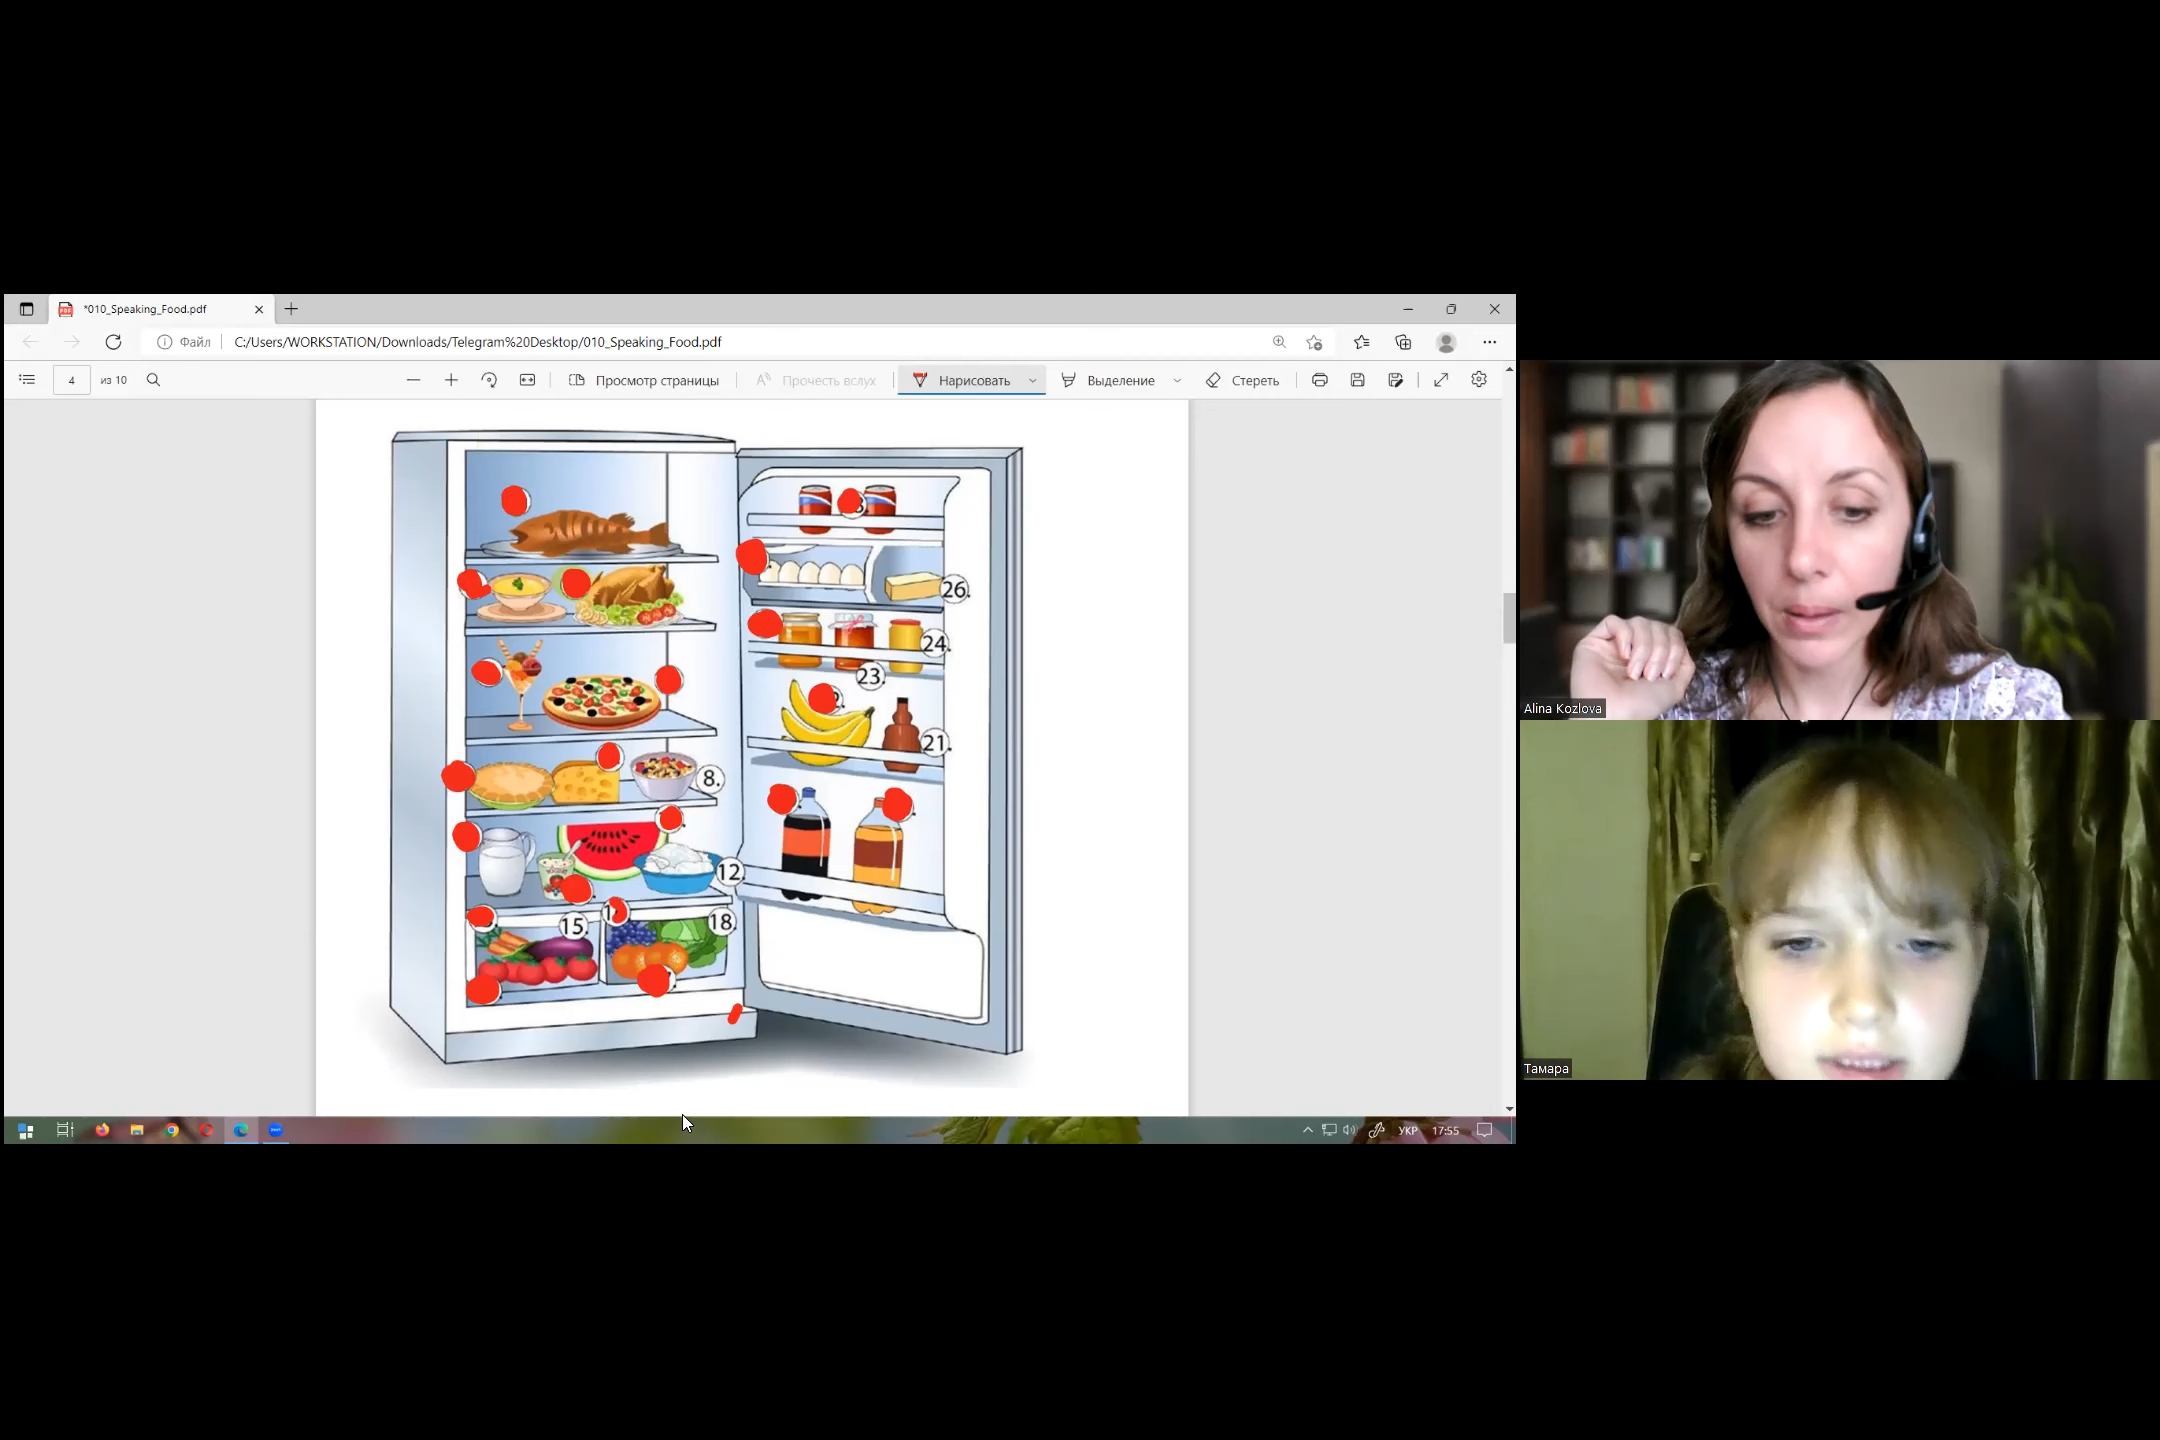 *010_Speaking_Food.pdf
Файл
C:/Users/WORKSTATION/Downloads/Telegram%20Desktop/010_Speaking_Food.pdf
4 из 10
Просмотр страницы
Прочесть вслух
Нарисовать
Выделение
Стереть
26.
24.
23.
21.
8.
12.
15.
18.
Alina Kozlova
Тамара
УКР
17:55